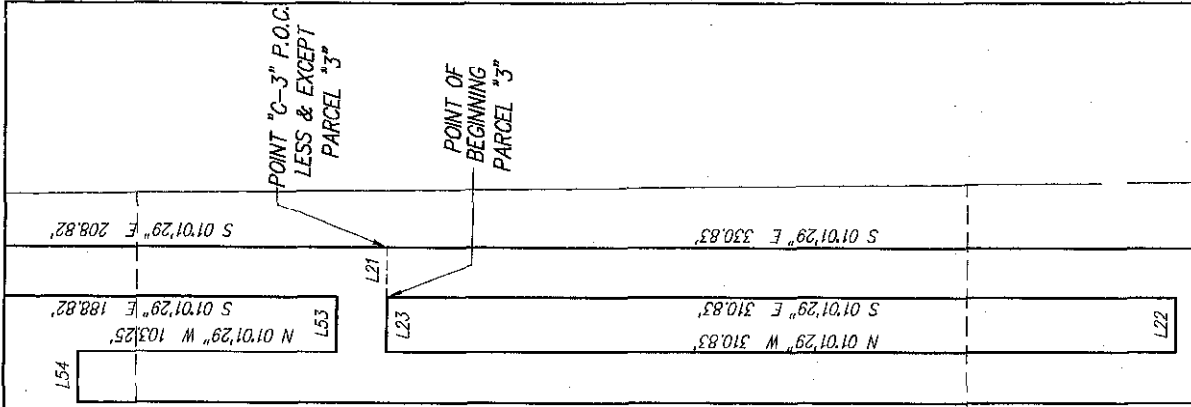 POINT "C-3" P.O.C.
LESS & EXCEPT
PARCEL "3"
POINT OF
BEGINNING
PARCEL "3"
S 01°01'29" E 208.82'
S 01°01'29" E 330.83'
L21
S 01°01'29" E 188.82'
N 01°01'29" W 103.25'
L53
L23
S 01°01'29" E 310.83'
N 01°01'29" W 310.83'
L22
L54